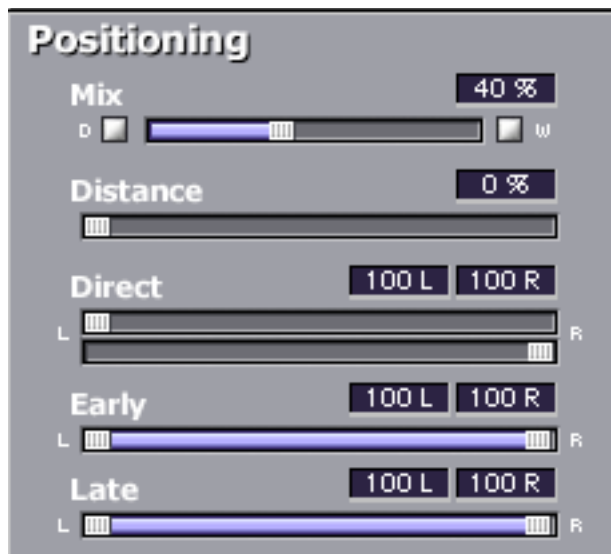 Positioning
Mix 40 %
D W
Distance 0 %
Direct 100 L 100 R
L R
Early 100 L 100 R
L R
Late 100 L 100 R
L R